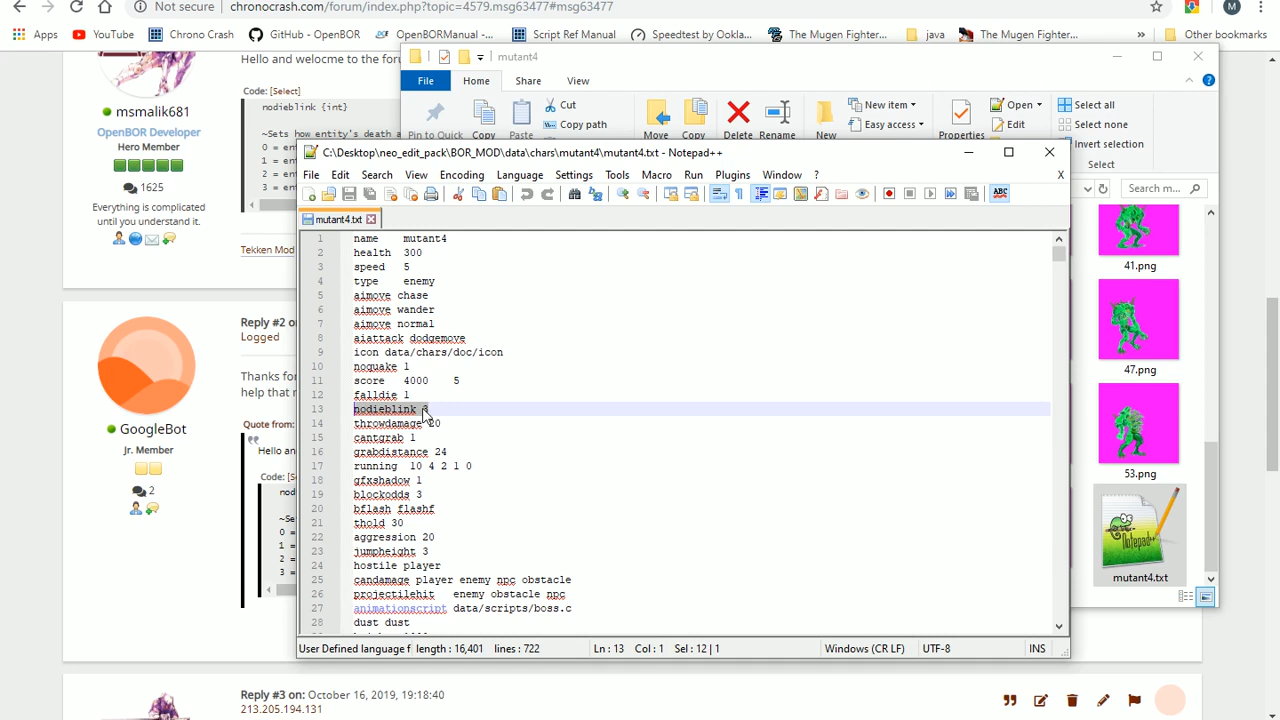 Not secure
chronocrash.com/forum/index.php?topic=4579.msg63477#msg63477
M
Apps
YouTube
Chrono Crash
GitHub - OpenBOR
OpenBORManual -...
Script Ref Manual
Speedtest by Ookla...
The Mugen Fighter...
java
The Mugen Fighter...
»
Other bookmarks
Hello and welocme to the foru
Code: [Select]
nodieblink {int}
~Sets how entity's death a
0 = ent
1 = ent
2 = ent
3 = ent
msmalik681
OpenBOR Developer
Hero Member
1625
Everything is complicated
until you understand it.
Tekken Mod
Reply #2 o
Logged
Thanks for
help that r
Quote from:
Hello an
Code: [S
nod
~Se
0 =
1 =
2 =
3 =
GoogleBot
Jr. Member
2
Reply #3 on: October 16, 2019, 19:18:40
213.205.194.131
mutant4
File
Home
Share
View
Pin to Quick
Copy
Paste
Cut
Copy path
Move
Copy
Delete
Rename
New
New item
Easy access
Properties
Open
Edit
Select all
Select none
Invert selection
Select
Search m...
41.png
47.png
53.png
Notepad++
mutant4.txt
C:\Desktop\neo_edit_pack\BOR_MOD\data\chars\mutant4\mutant4.txt - Notepad++
File Edit Search View Encoding Language Settings Tools Macro Run Plugins Window ?
X
ABC
mutant4.txt
1 name mutant4
2 health 300
3 speed 5
4 type enemy
5 aimove chase
6 aimove wander
7 aimove normal
8 aiattack dodgemove
9 icon data/chars/doc/icon
10 noquake 1
11 score 4000 5
12 falldie 1
13 nodieblink 3
14 throwdamage 20
15 cantgrab 1
16 grabdistance 24
17 running 10 4 2 1 0
18 gfxshadow 1
19 blockodds 3
20 bflash flashf
21 thold 30
22 aggression 20
23 jumpheight 3
24 hostile player
25 candamage player enemy npc obstacle
26 projectilehit enemy obstacle npc
27 animationscript data/scripts/boss.c
28 dust dust
User Defined language f length : 16,401 lines : 722 Ln : 13 Col : 1 Sel : 12 | 1 Windows (CR LF) UTF-8 INS